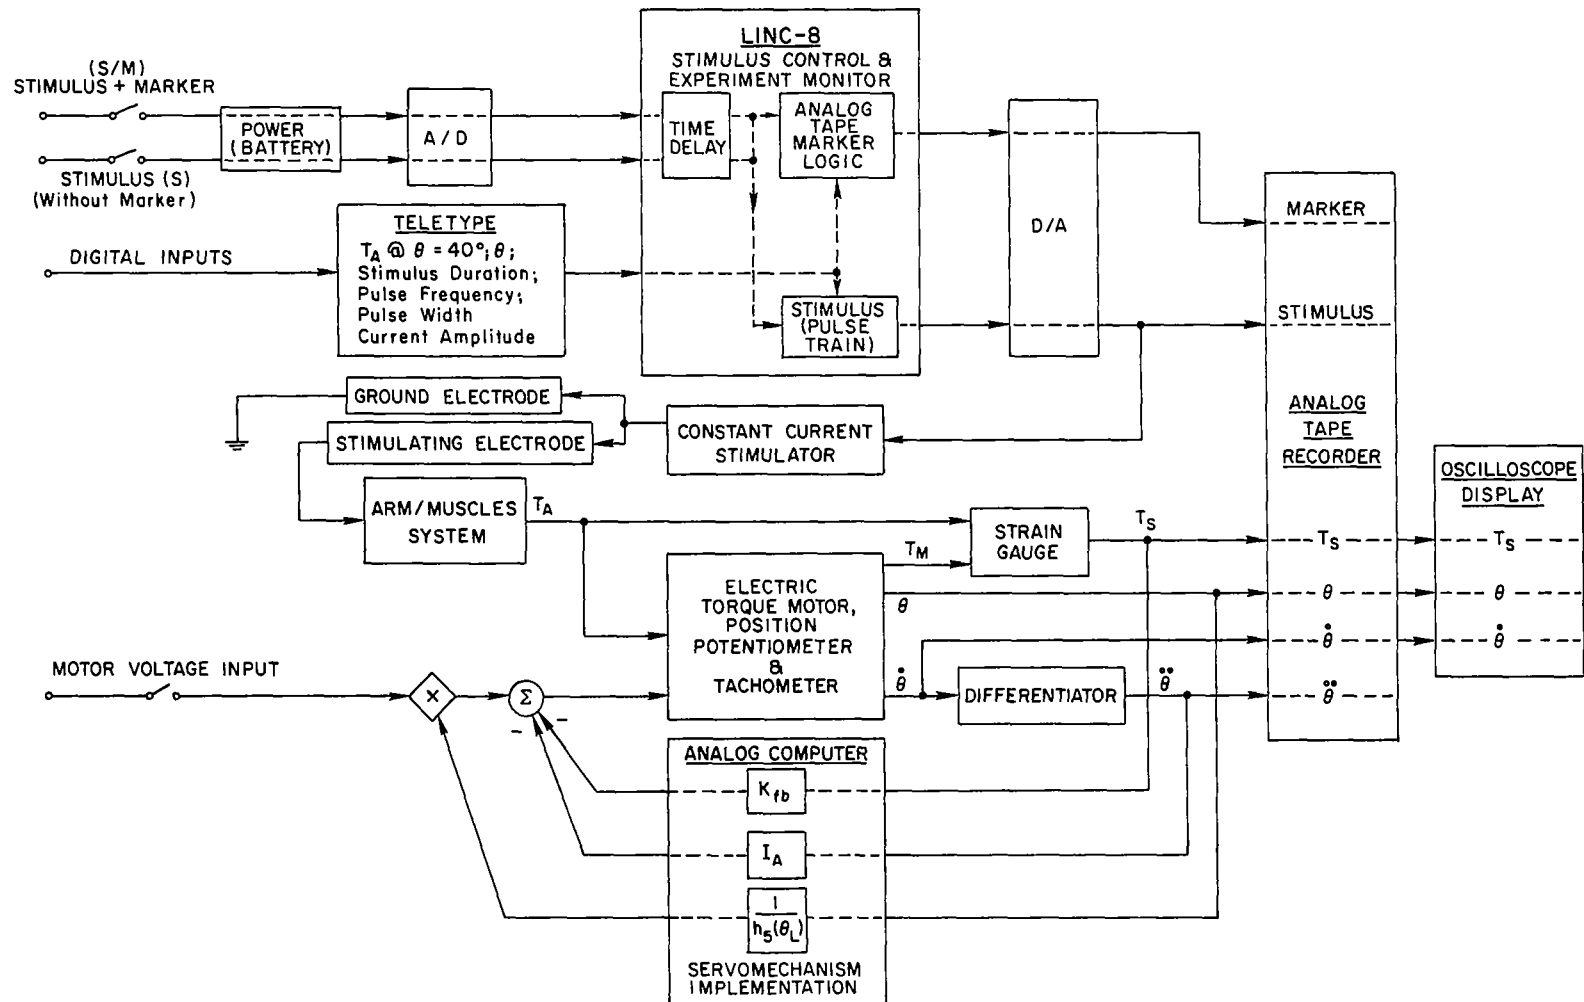 LINC-8
STIMULUS CONTROL &
EXPERIMENT MONITOR
(S/M)
STIMULUS + MARKER
POWER
(BATTERY)
A/D
TIME
DELAY
ANALOG
TAPE
MARKER
LOGIC
STIMULUS (S)
(Without Marker)
D/A
MARKER
TELETYPE
T_A @ θ = 40°; θ;
Stimulus Duration;
Pulse Frequency;
Pulse Width
Current Amplitude
DIGITAL INPUTS
STIMULUS
(PULSE
TRAIN)
STIMULUS
GROUND ELECTRODE
STIMULATING ELECTRODE
CONSTANT CURRENT
STIMULATOR
ANALOG
TAPE
RECORDER
OSCILLOSCOPE
DISPLAY
ARM/MUSCLES
SYSTEM
T_A
STRAIN
GAUGE
T_S
T_S
T_S
T_M
ELECTRIC
TORQUE MOTOR,
POSITION
POTENTIOMETER
&
TACHOMETER
θ
θ
θ
θ̇
θ̇
MOTOR VOLTAGE INPUT
×
Σ
−
−
θ̇
DIFFERENTIATOR
θ̈
θ̈
ANALOG COMPUTER
K_fb
I_A
1
h_5(θ_L)
SERVOMECHANISM
IMPLEMENTATION